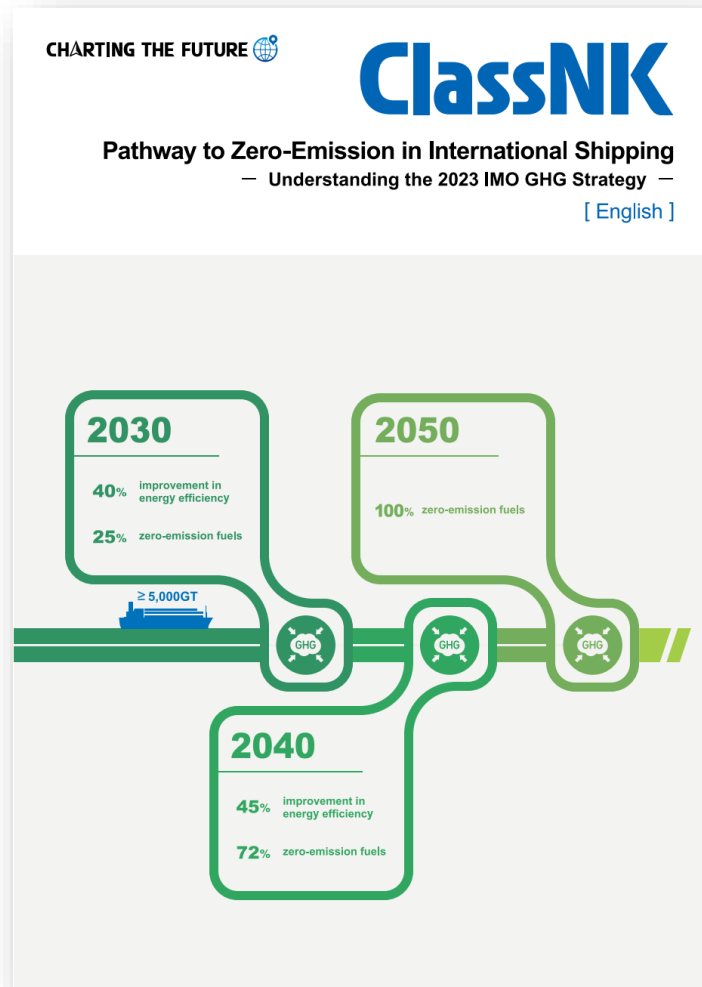 CHARTING THE FUTURE
ClassNK
Pathway to Zero-Emission in International Shipping
— Understanding the 2023 IMO GHG Strategy —
[ English ]
2030
40% improvement in
energy efficiency
25% zero-emission fuels
2050
100% zero-emission fuels
≥ 5,000GT
GHG
GHG
GHG
2040
45% improvement in
energy efficiency
72% zero-emission fuels